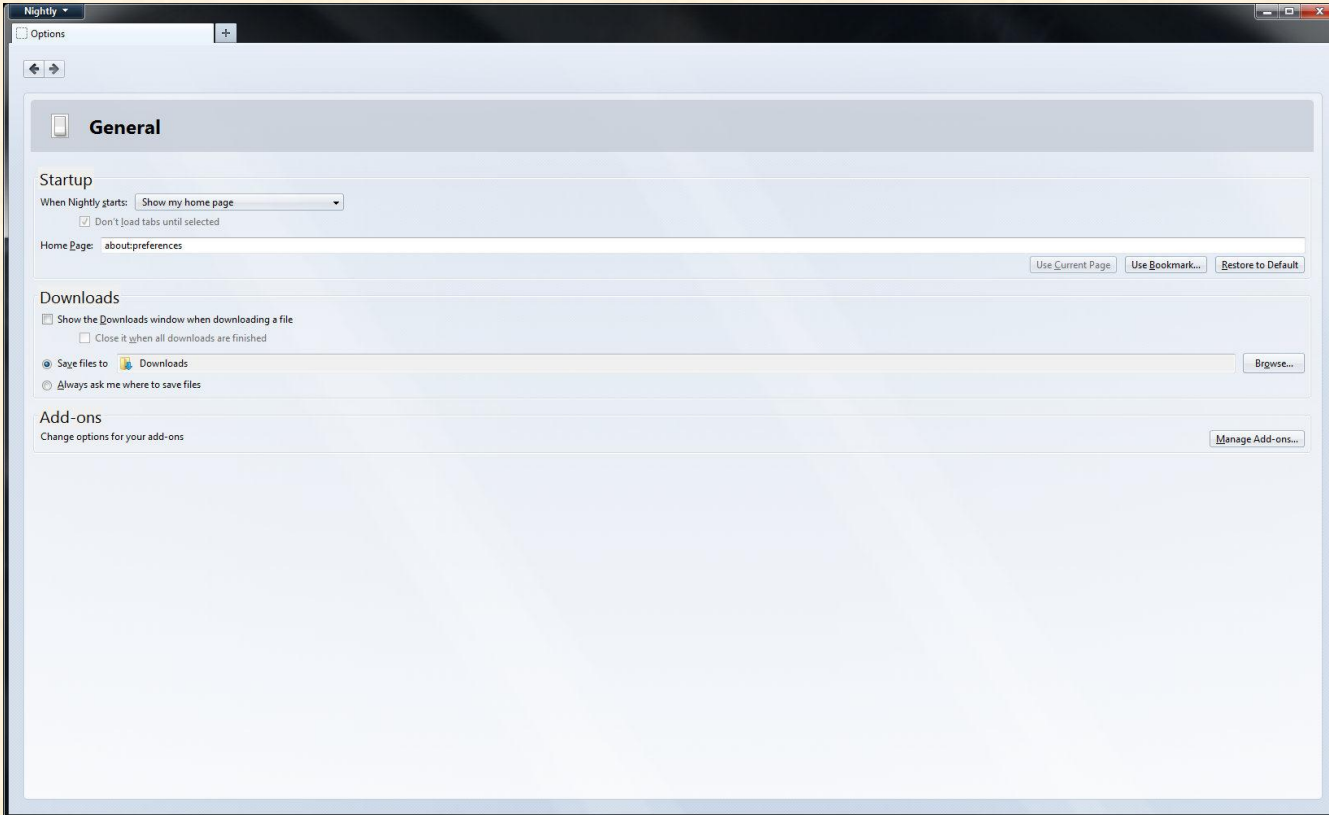 Nightly
Options
General
Startup
When Nightly starts: Show my home page
Don't load tabs until selected
Home Page: about:preferences
Use Current Page Use Bookmark... Restore to Default
Downloads
Show the Downloads window when downloading a file
Close it when all downloads are finished
Save files to Downloads Browse...
Always ask me where to save files
Add-ons
Change options for your add-ons
Manage Add-ons...